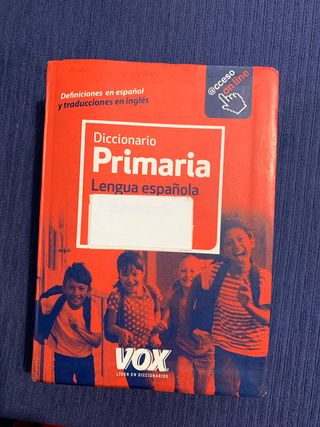 Definiciones en español
y traducciones en inglés
@cceso
on line
Diccionario
Primaria
Lengua española
VOX
LÍDER EN DICCIONARIOS